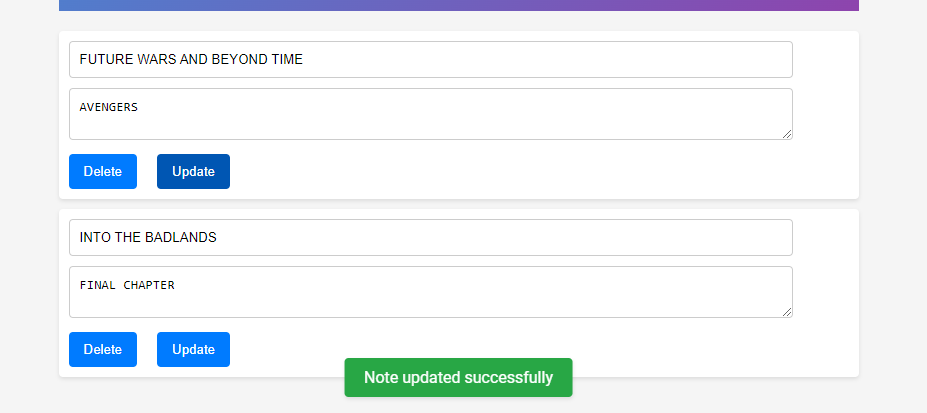 FUTURE WARS AND BEYOND TIME
AVENGERS
Delete Update
INTO THE BADLANDS
FINAL CHAPTER
Delete Update
Note updated successfully